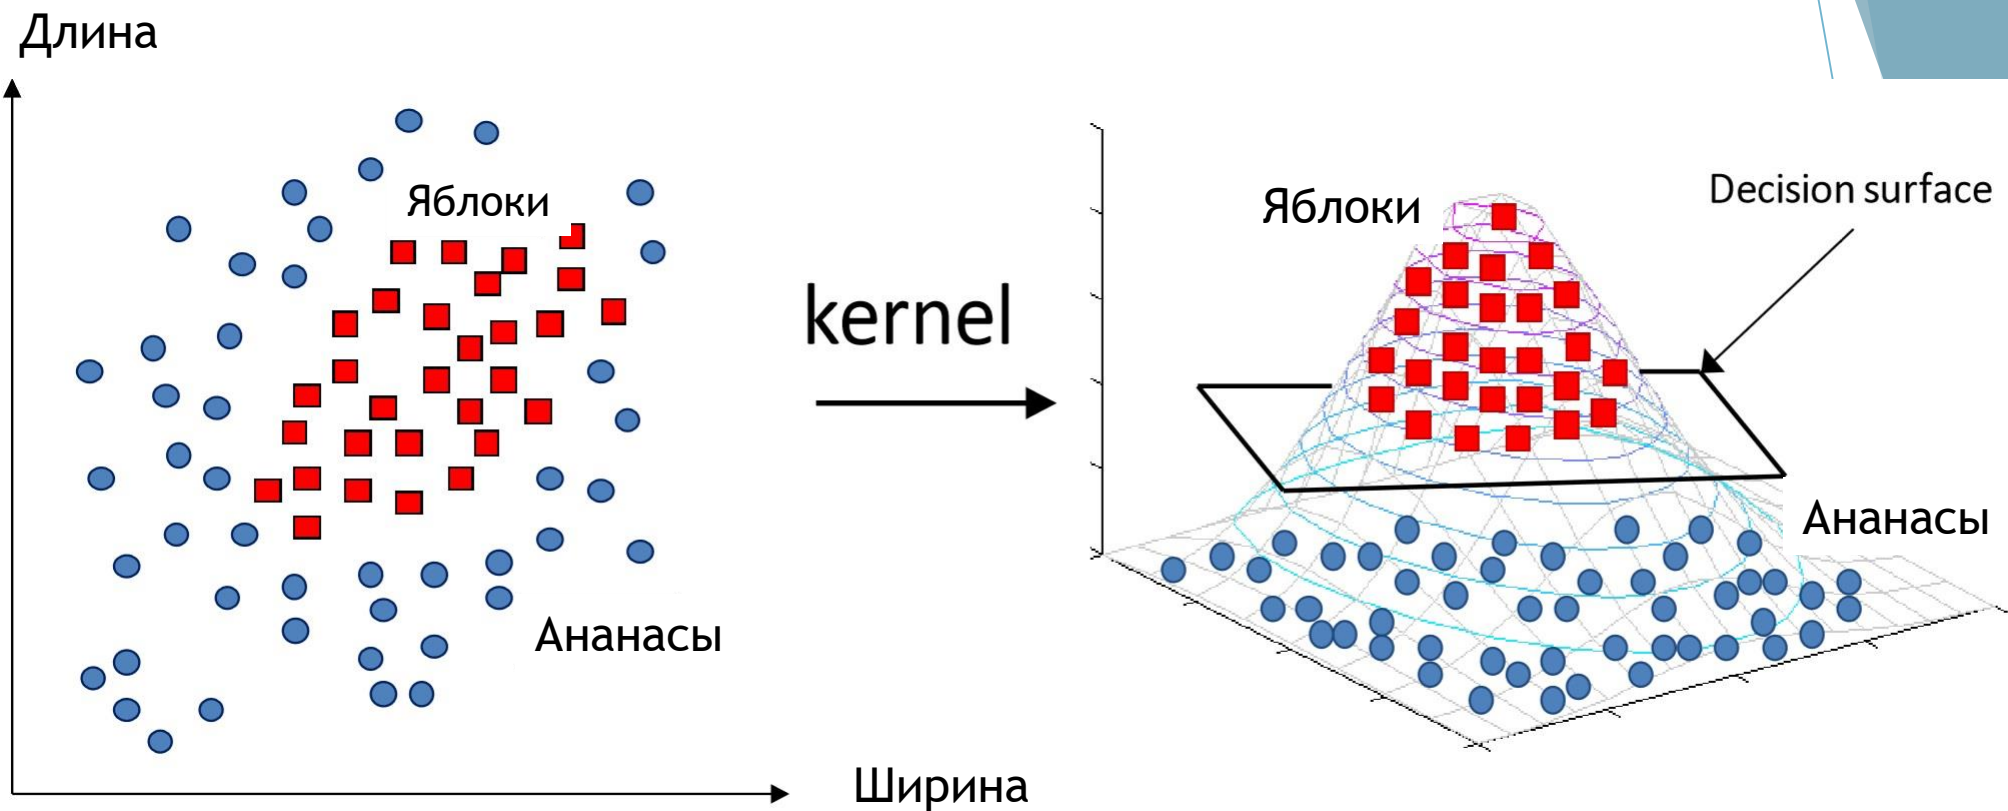 Длина
Яблоки
Ананасы
Ширина
kernel
Яблоки
Decision surface
Ананасы